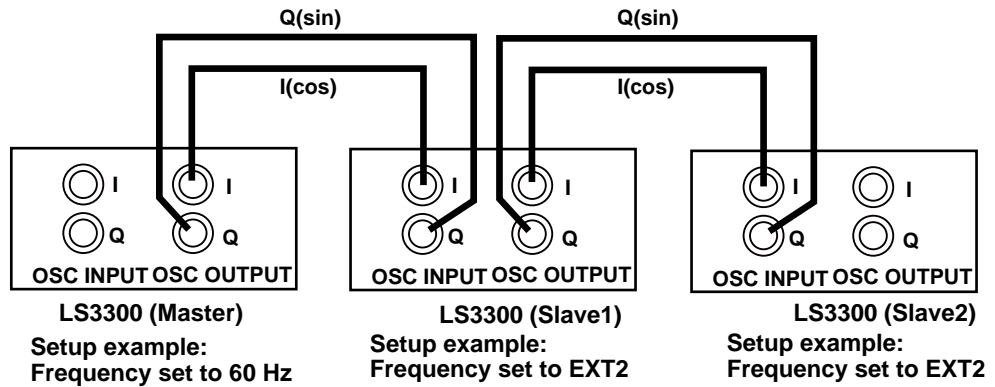 Q(sin) Q(sin)
I(cos) I(cos)
I I I I I I
Q Q Q Q Q Q
OSC INPUT OSC OUTPUT OSC INPUT OSC OUTPUT OSC INPUT OSC OUTPUT
LS3300 (Master)
Setup example:
Frequency set to 60 Hz
LS3300 (Slave1)
Setup example:
Frequency set to EXT2
LS3300 (Slave2)
Setup example:
Frequency set to EXT2